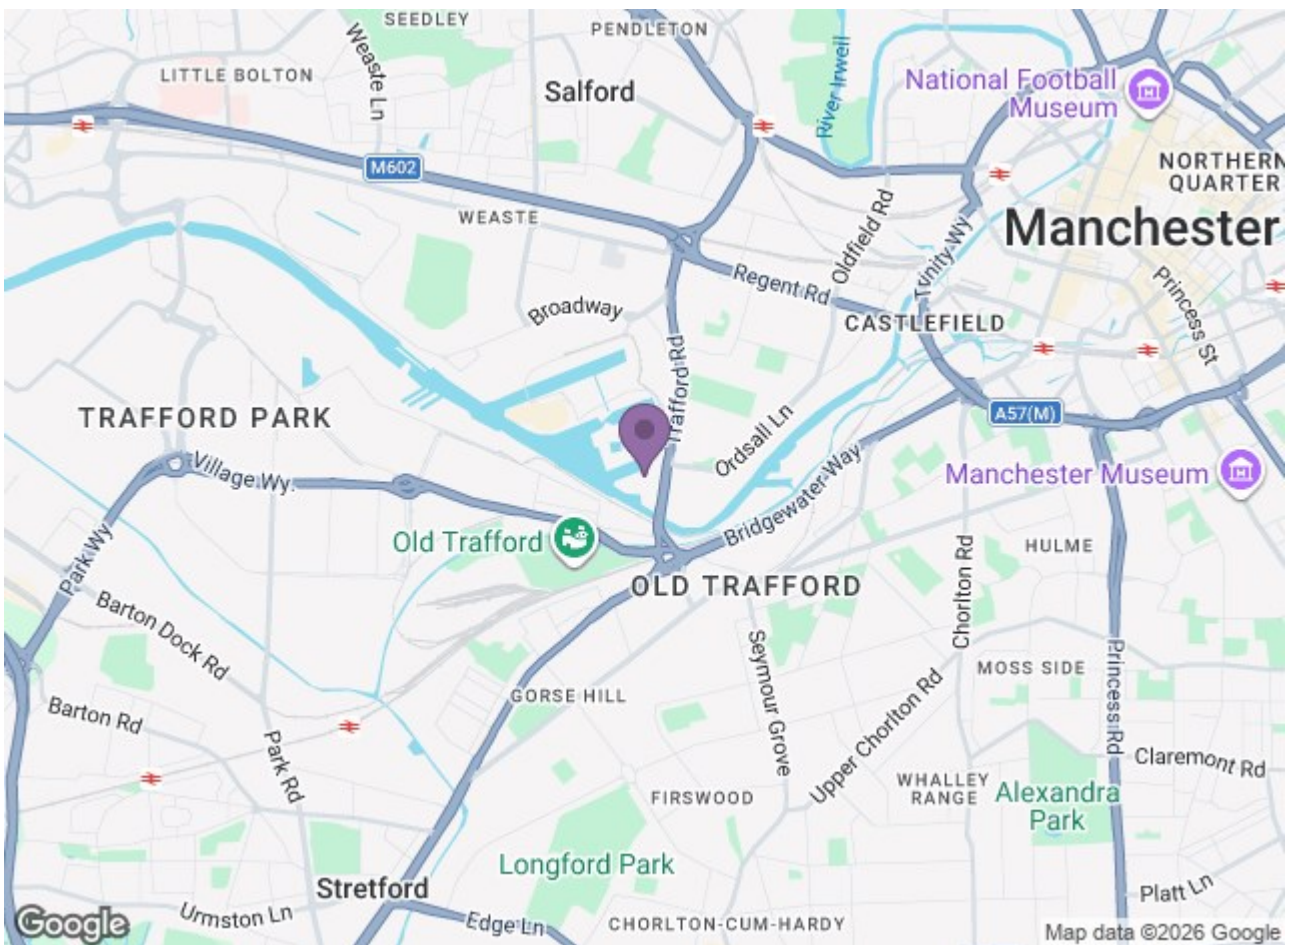 SEEDLEY
PENDLETON
Weaste Ln
LITTLE BOLTON
Salford
River Irwell
National Football
Museum
M602
NORTHERN
QUARTER
WEASTE
Oldfield Rd
Manchester
Trinity Wy
Regent Rd
Princess St
Broadway
CASTLEFIELD
Trafford Rd
TRAFFORD PARK
Ordsall Ln
A57(M)
Village Wy.
Bridgewater Way
Manchester Museum
Park Wy
Old Trafford
HULME
OLD TRAFFORD
Chorlton Rd
Barton Dock Rd
Seymour Grove
MOSS SIDE
Princess Rd
GORSE HILL
Upper Chorlton Rd
Barton Rd
Park Rd
Claremont Rd
FIRSWOOD
WHALLEY
RANGE
Alexandra
Park
Longford Park
Stretford
Platt Ln
Urmston Ln
Edge Ln
CHORLTON-CUM-HARDY
Google
Map data ©2026 Google